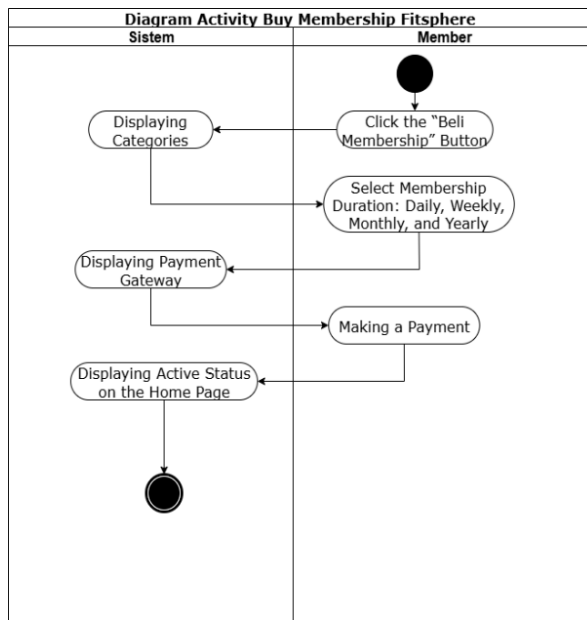 Diagram Activity Buy Membership Fitsphere
Sistem
Member
Click the “Beli
Membership” Button
Displaying
Categories
Select Membership
Duration: Daily, Weekly,
Monthly, and Yearly
Displaying Payment
Gateway
Making a Payment
Displaying Active Status
on the Home Page